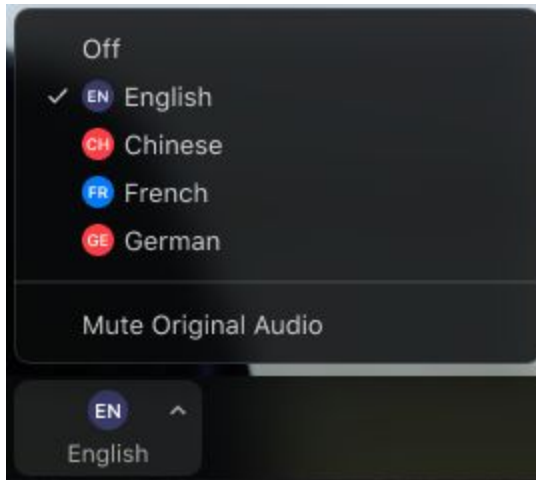 Off
EN English
CH Chinese
FR French
GE German
Mute Original Audio
EN
English